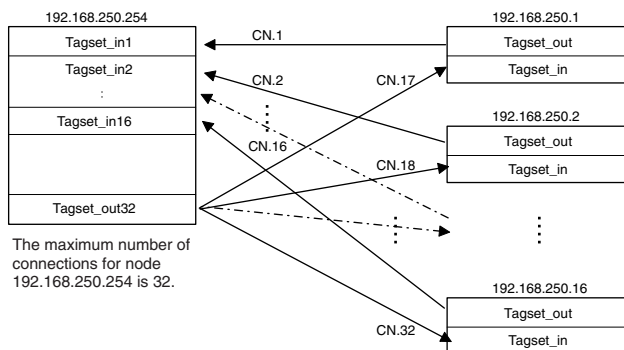 192.168.250.254
Tagset_in1
Tagset_in2
:
Tagset_in16
Tagset_out32
The maximum number of
connections for node
192.168.250.254 is 32.
CN.1
CN.2
CN.17
CN.16
CN.18
CN.32
192.168.250.1
Tagset_out
Tagset_in
192.168.250.2
Tagset_out
Tagset_in
192.168.250.16
Tagset_out
Tagset_in